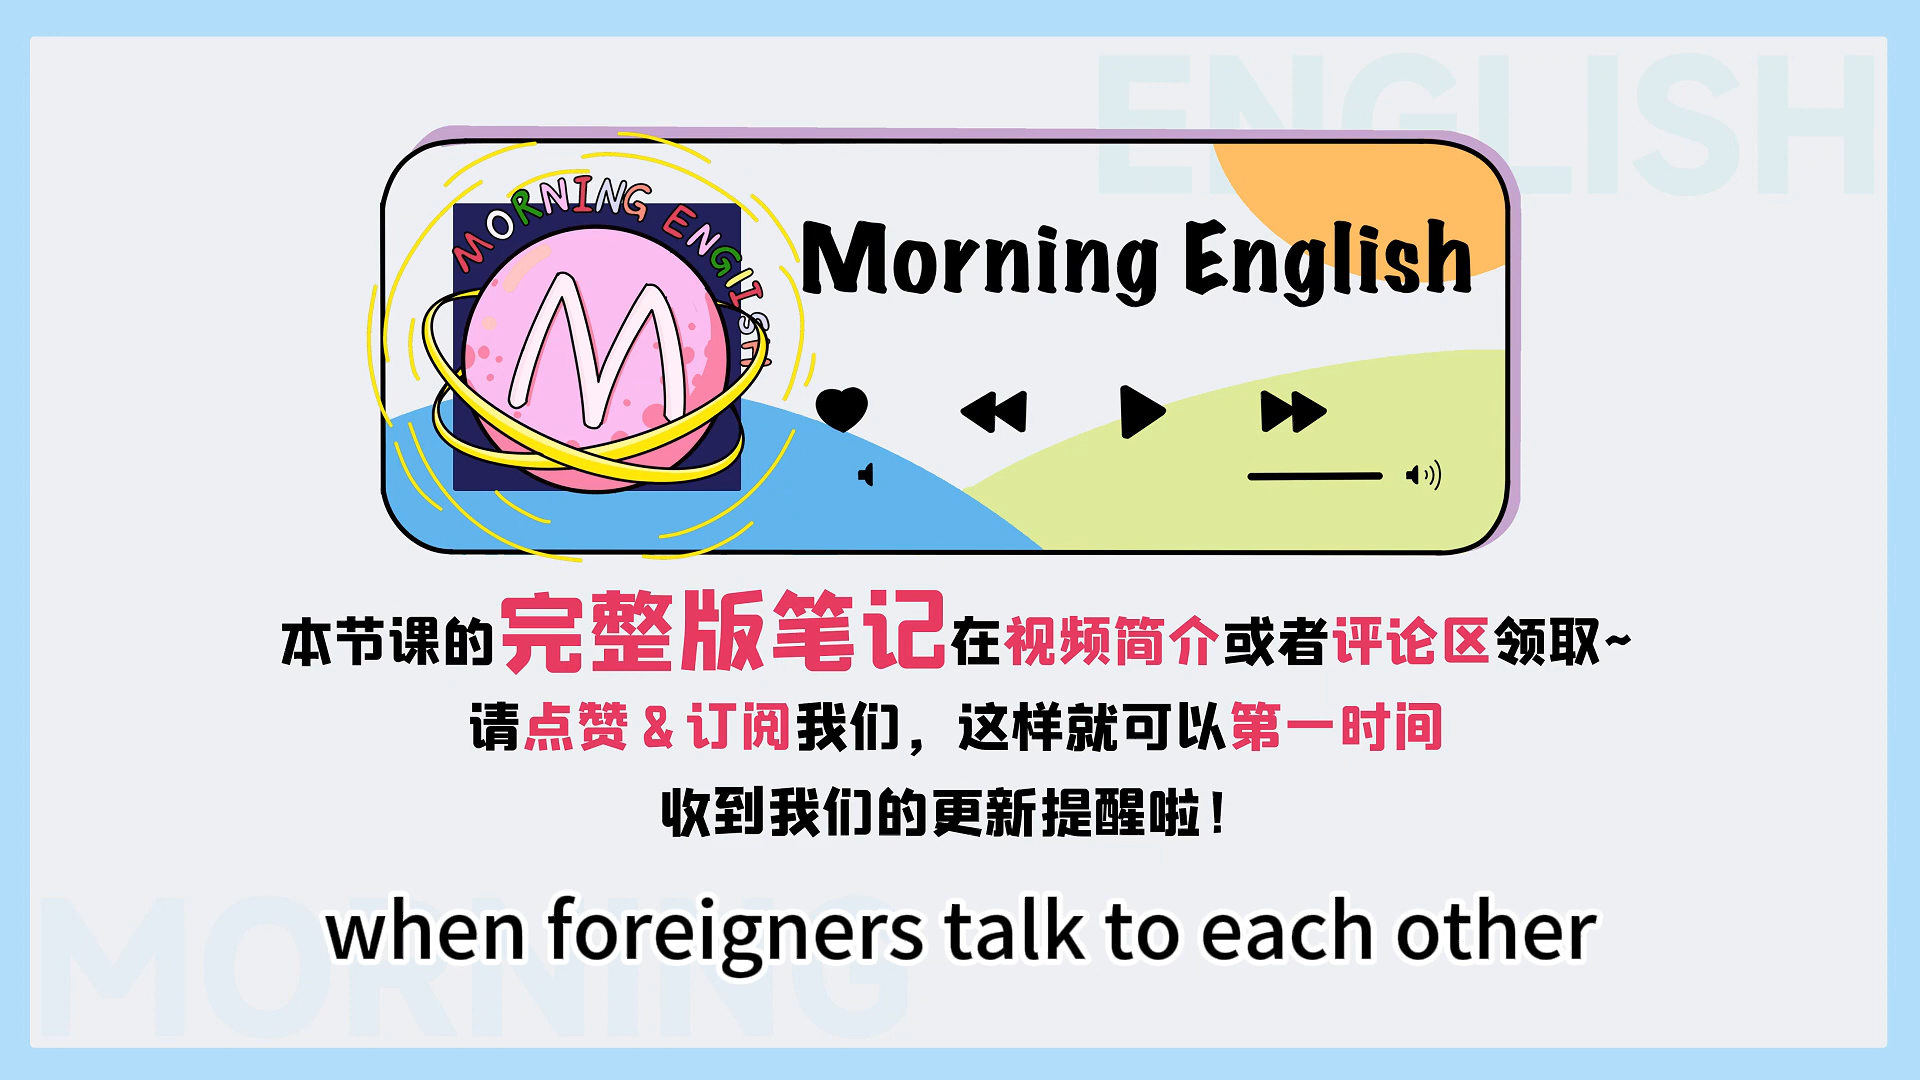 ENGLISH
MORNING ENGLISH
M
Morning English
本节课的完整版笔记在视频简介或者评论区领取~
请点赞&订阅我们，这样就可以第一时间
收到我们的更新提醒啦！
MORNING
when foreigners talk to each other